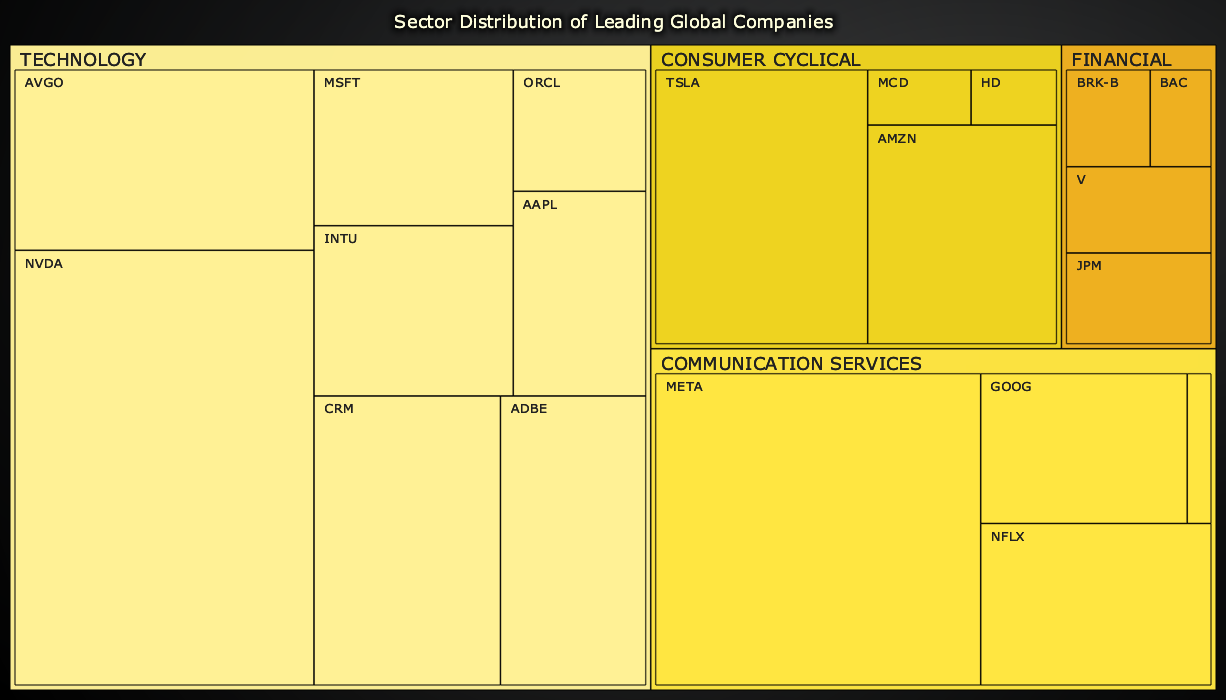 Sector Distribution of Leading Global Companies
TECHNOLOGY
AVGO
MSFT
ORCL
AAPL
INTU
NVDA
CRM
ADBE
CONSUMER CYCLICAL
TSLA
MCD
HD
AMZN
FINANCIAL
BRK-B
BAC
V
JPM
COMMUNICATION SERVICES
META
GOOG
NFLX